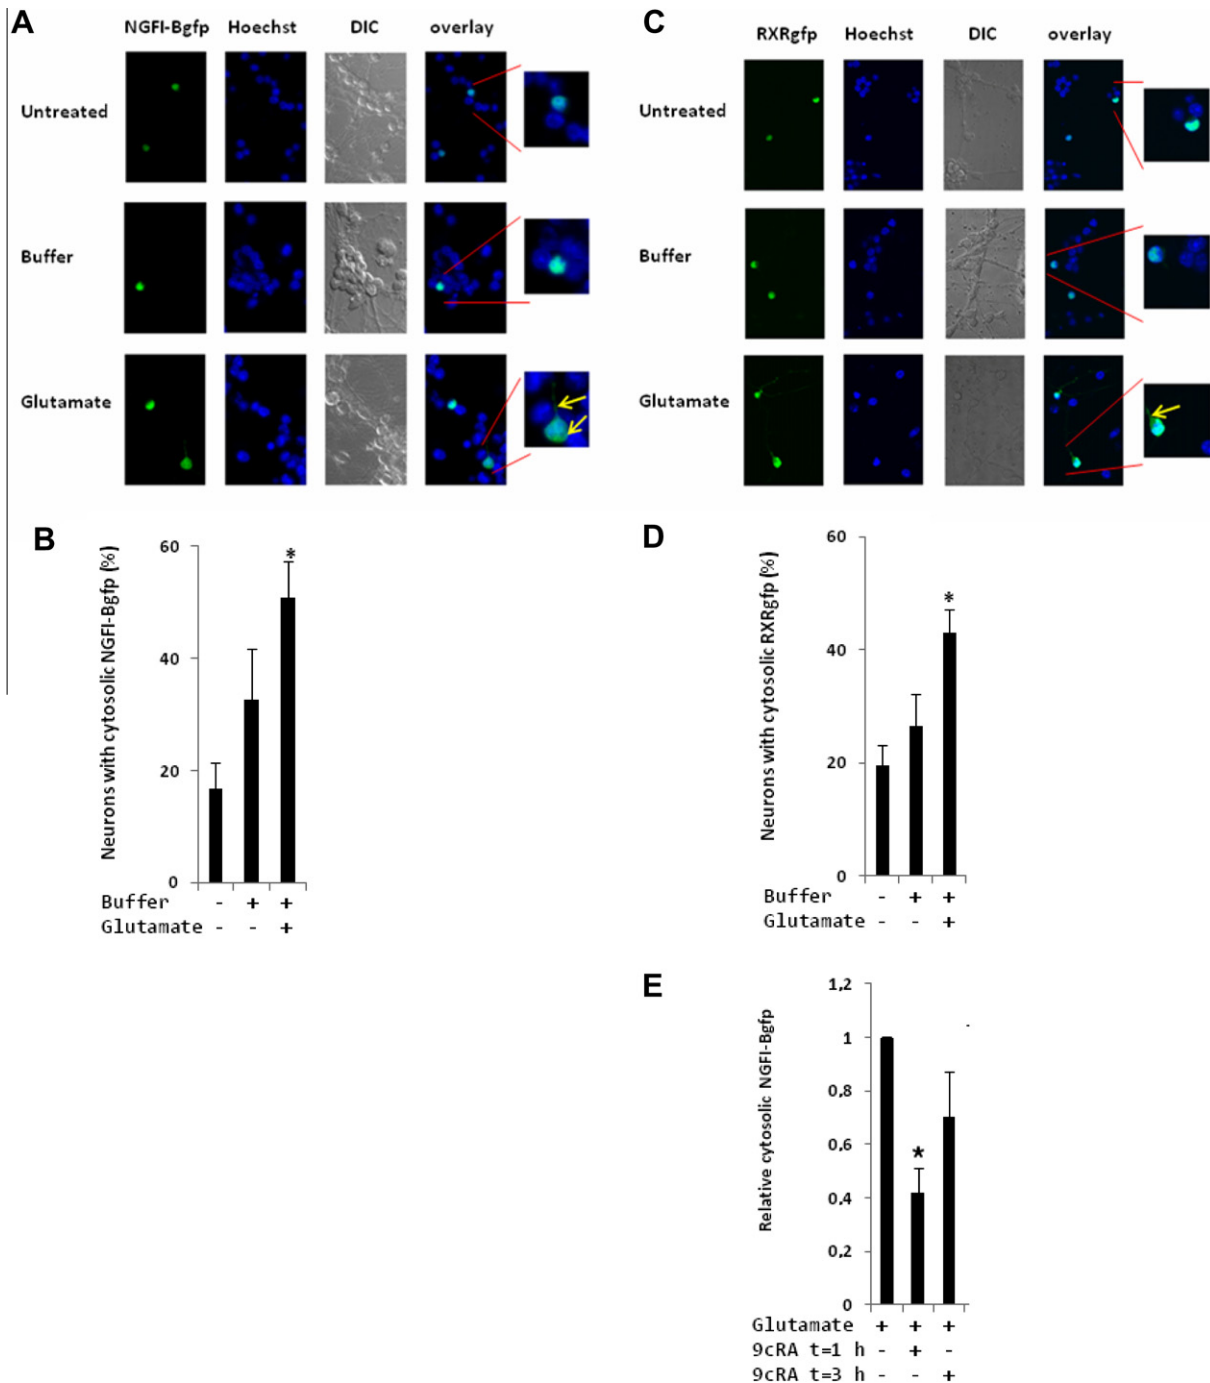 A
NGFI-Bgfp Hoechst DIC overlay
Untreated
Buffer
Glutamate
C
RXRgfp Hoechst DIC overlay
Untreated
Buffer
Glutamate
B
Neurons with cytosolic NGFI-Bgfp (%)
60
40
20
0
*
Buffer - + +
Glutamate - - +
D
Neurons with cytosolic RXRgfp (%)
60
40
20
0
*
Buffer - + +
Glutamate - - +
E
Relative cytosolic NGFI-Bgfp
1,2
1
0,8
0,6
0,4
0,2
0
*
Glutamate + + +
9cRA t=1 h - + -
9cRA t=3 h - - +